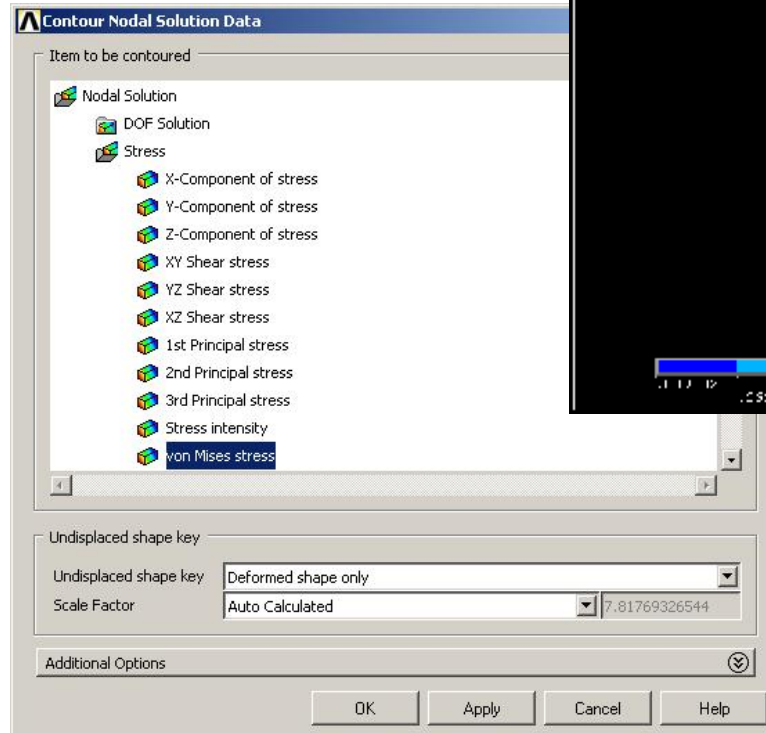 Contour Nodal Solution Data
Item to be contoured
Nodal Solution
DOF Solution
Stress
X-Component of stress
Y-Component of stress
Z-Component of stress
XY Shear stress
YZ Shear stress
XZ Shear stress
1st Principal stress
2nd Principal stress
3rd Principal stress
Stress intensity
von Mises stress
Undisplaced shape key
Undisplaced shape key Deformed shape only
Scale Factor Auto Calculated 7.81769326544
Additional Options
OK Apply Cancel Help